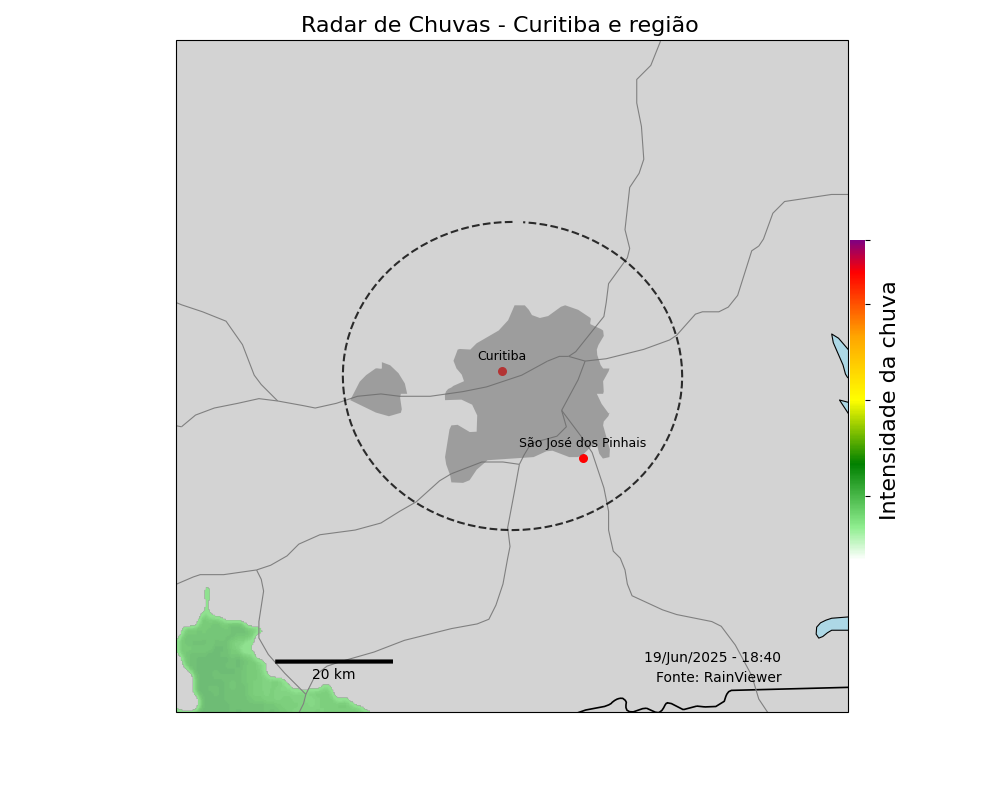 Radar de Chuvas - Curitiba e região
Curitiba
São José dos Pinhais
Intensidade da chuva
20 km
19/Jun/2025 - 18:40
Fonte: RainViewer